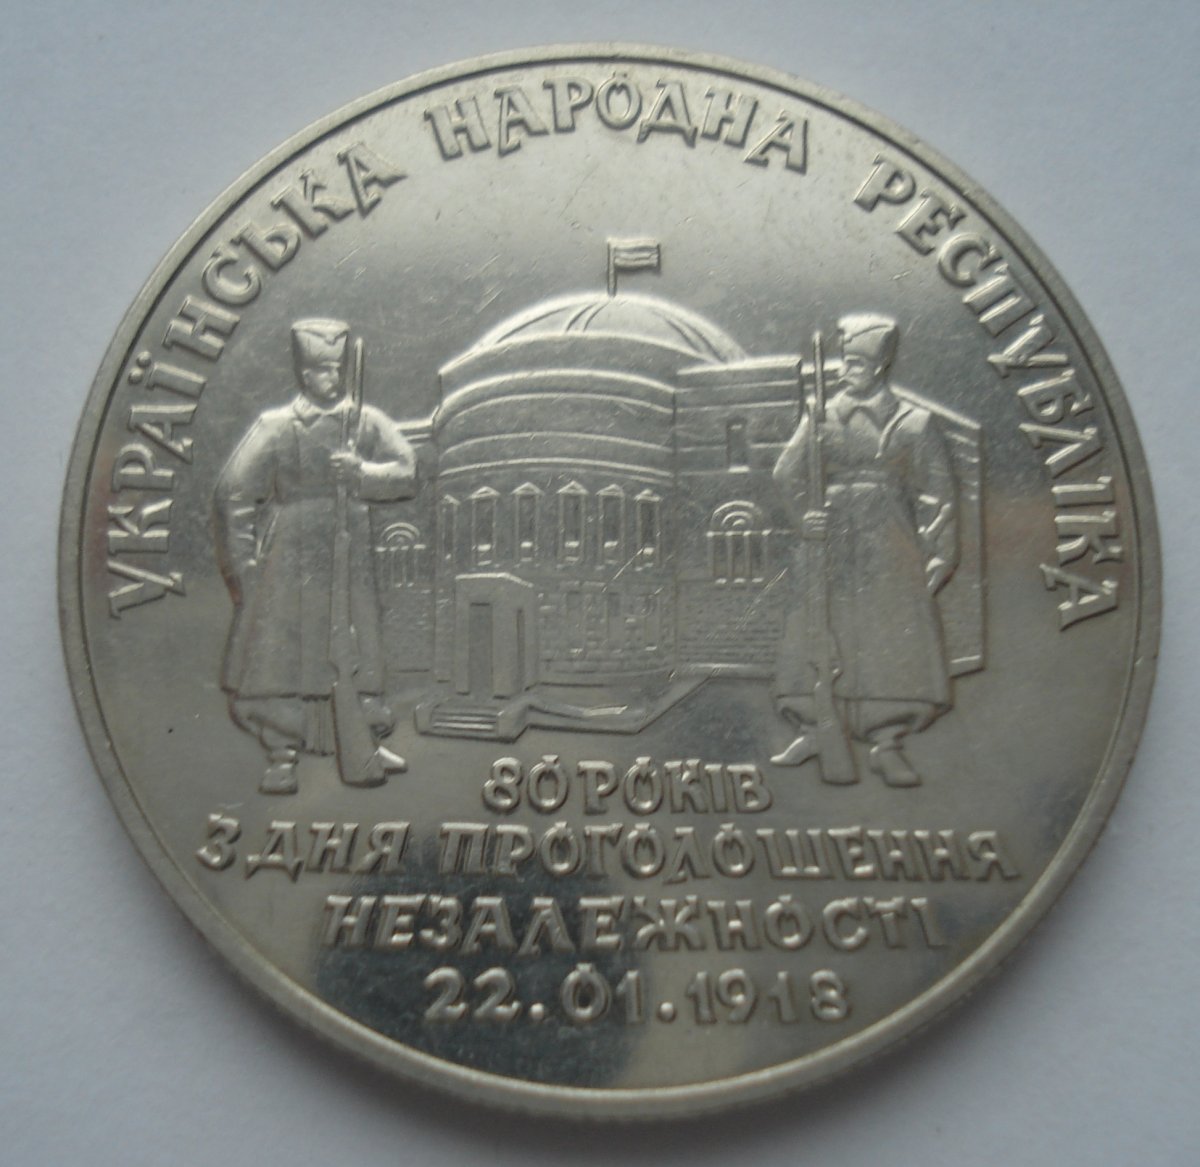 УКРАЇНСЬКА НАРОДНА РЕСПУБЛІКА
80 РОКІВ
З ДНЯ ПРОГОЛОШЕННЯ
НЕЗАЛЕЖНОСТІ
22.01.1918